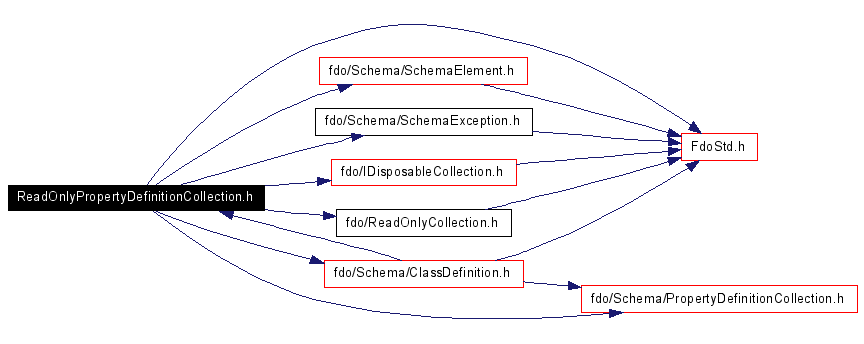 fdo/Schema/SchemaElement.h
fdo/Schema/SchemaException.h
FdoStd.h
fdo/IDisposableCollection.h
ReadOnlyPropertyDefinitionCollection.h
fdo/ReadOnlyCollection.h
fdo/Schema/ClassDefinition.h
fdo/Schema/PropertyDefinitionCollection.h